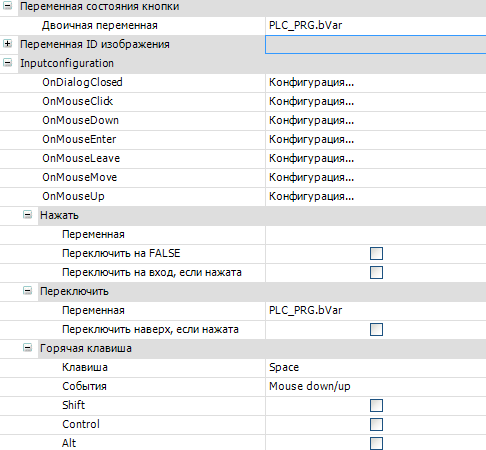 Переменная состояния кнопки
Двоичная переменная PLC_PRG.bVar
Переменная ID изображения
Inputconfiguration
OnDialogClosed Конфигурация...
OnMouseClick Конфигурация...
OnMouseDown Конфигурация...
OnMouseEnter Конфигурация...
OnMouseLeave Конфигурация...
OnMouseMove Конфигурация...
OnMouseUp Конфигурация...
Нажать
Переменная
Переключить на FALSE
Переключить на вход, если нажата
Переключить
Переменная PLC_PRG.bVar
Переключить наверх, если нажата
Горячая клавиша
Клавиша Space
События Mouse down/up
Shift
Control
Alt